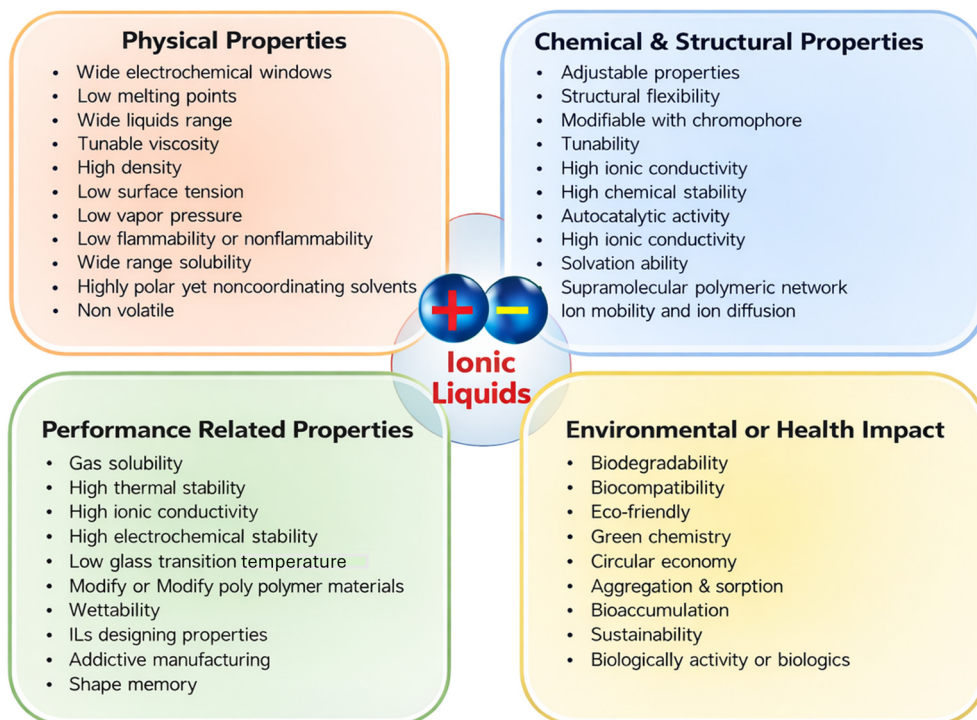 Physical Properties
• Wide electrochemical windows
• Low melting points
• Wide liquids range
• Tunable viscosity
• High density
• Low surface tension
• Low vapor pressure
• Low flammability or nonflammability
• Wide range solubility
• Highly polar yet noncoordinating solvents
• Non volatile
Chemical & Structural Properties
• Adjustable properties
• Structural flexibility
• Modifiable with chromophore
• Tunability
• High ionic conductivity
• High chemical stability
• Autocatalytic activity
• High ionic conductivity
• Solvation ability
• Supramolecular polymeric network
Ion mobility and ion diffusion
+ −
Ionic
Liquids
Performance Related Properties
• Gas solubility
• High thermal stability
• High ionic conductivity
• High electrochemical stability
• Low glass transition temperature
• Modify or Modify poly polymer materials
• Wettability
• ILs designing properties
• Addictive manufacturing
• Shape memory
Environmental or Health Impact
• Biodegradability
• Biocompatibility
• Eco-friendly
• Green chemistry
• Circular economy
• Aggregation & sorption
• Bioaccumulation
• Sustainability
• Biologically activity or biologics